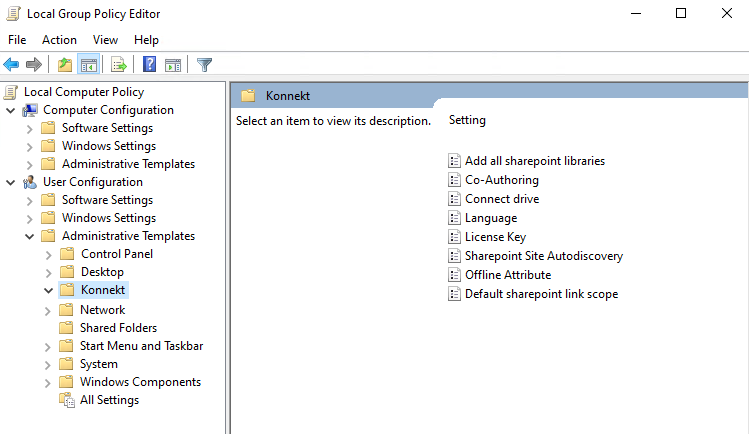 Local Group Policy Editor
File Action View Help
Local Computer Policy
Computer Configuration
Software Settings
Windows Settings
Administrative Templates
User Configuration
Software Settings
Windows Settings
Administrative Templates
Control Panel
Desktop
Konnekt
Network
Shared Folders
Start Menu and Taskbar
System
Windows Components
All Settings
Konnekt
Select an item to view its description.
Setting
Add all sharepoint libraries
Co-Authoring
Connect drive
Language
License Key
Sharepoint Site Autodiscovery
Offline Attribute
Default sharepoint link scope